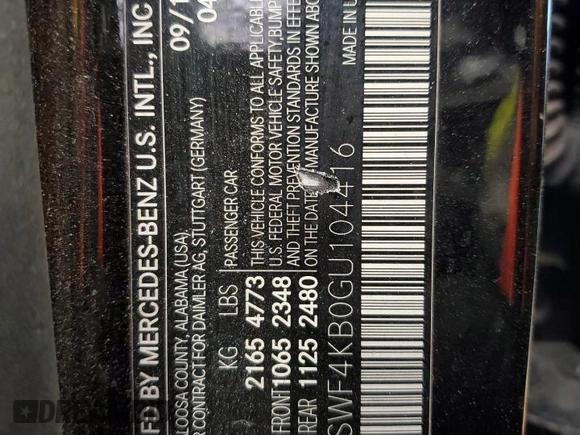 FD BY MERCEDES-BENZ U.S. INTL., INC
09/1
ALOOSA COUNTY, ALABAMA (USA)
04
R CONTRACT FOR DAIMLER AG, STUTTGART (GERMANY)
KG LBS PASSENGER CAR
2165 4773 THIS VEHICLE CONFORMS TO ALL APPLICABLE
FRONT 1065 2348 U.S. FEDERAL MOTOR VEHICLE SAFETY, BUMP
REAR 1125 2480 AND THEFT PREVENTION STANDARDS IN EFFE
ON THE DATE MANUFACTURE SHOWN ABO
SWF4KB0GU104416
MADE IN U